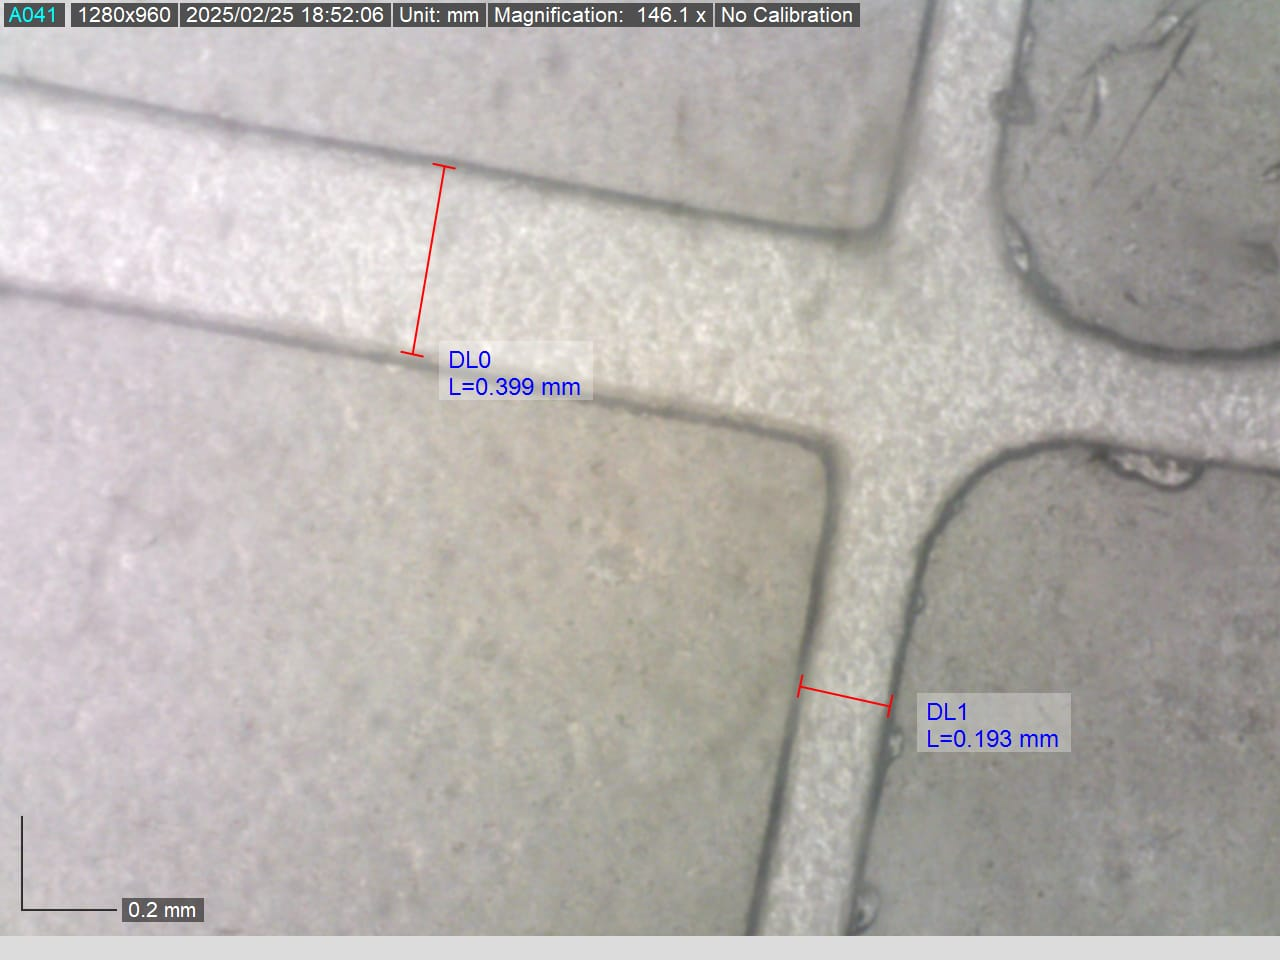 A041 1280x960 2025/02/25 18:52:06 Unit: mm Magnification: 146.1 x No Calibration
DL0
L=0.399 mm
DL1
L=0.193 mm
0.2 mm